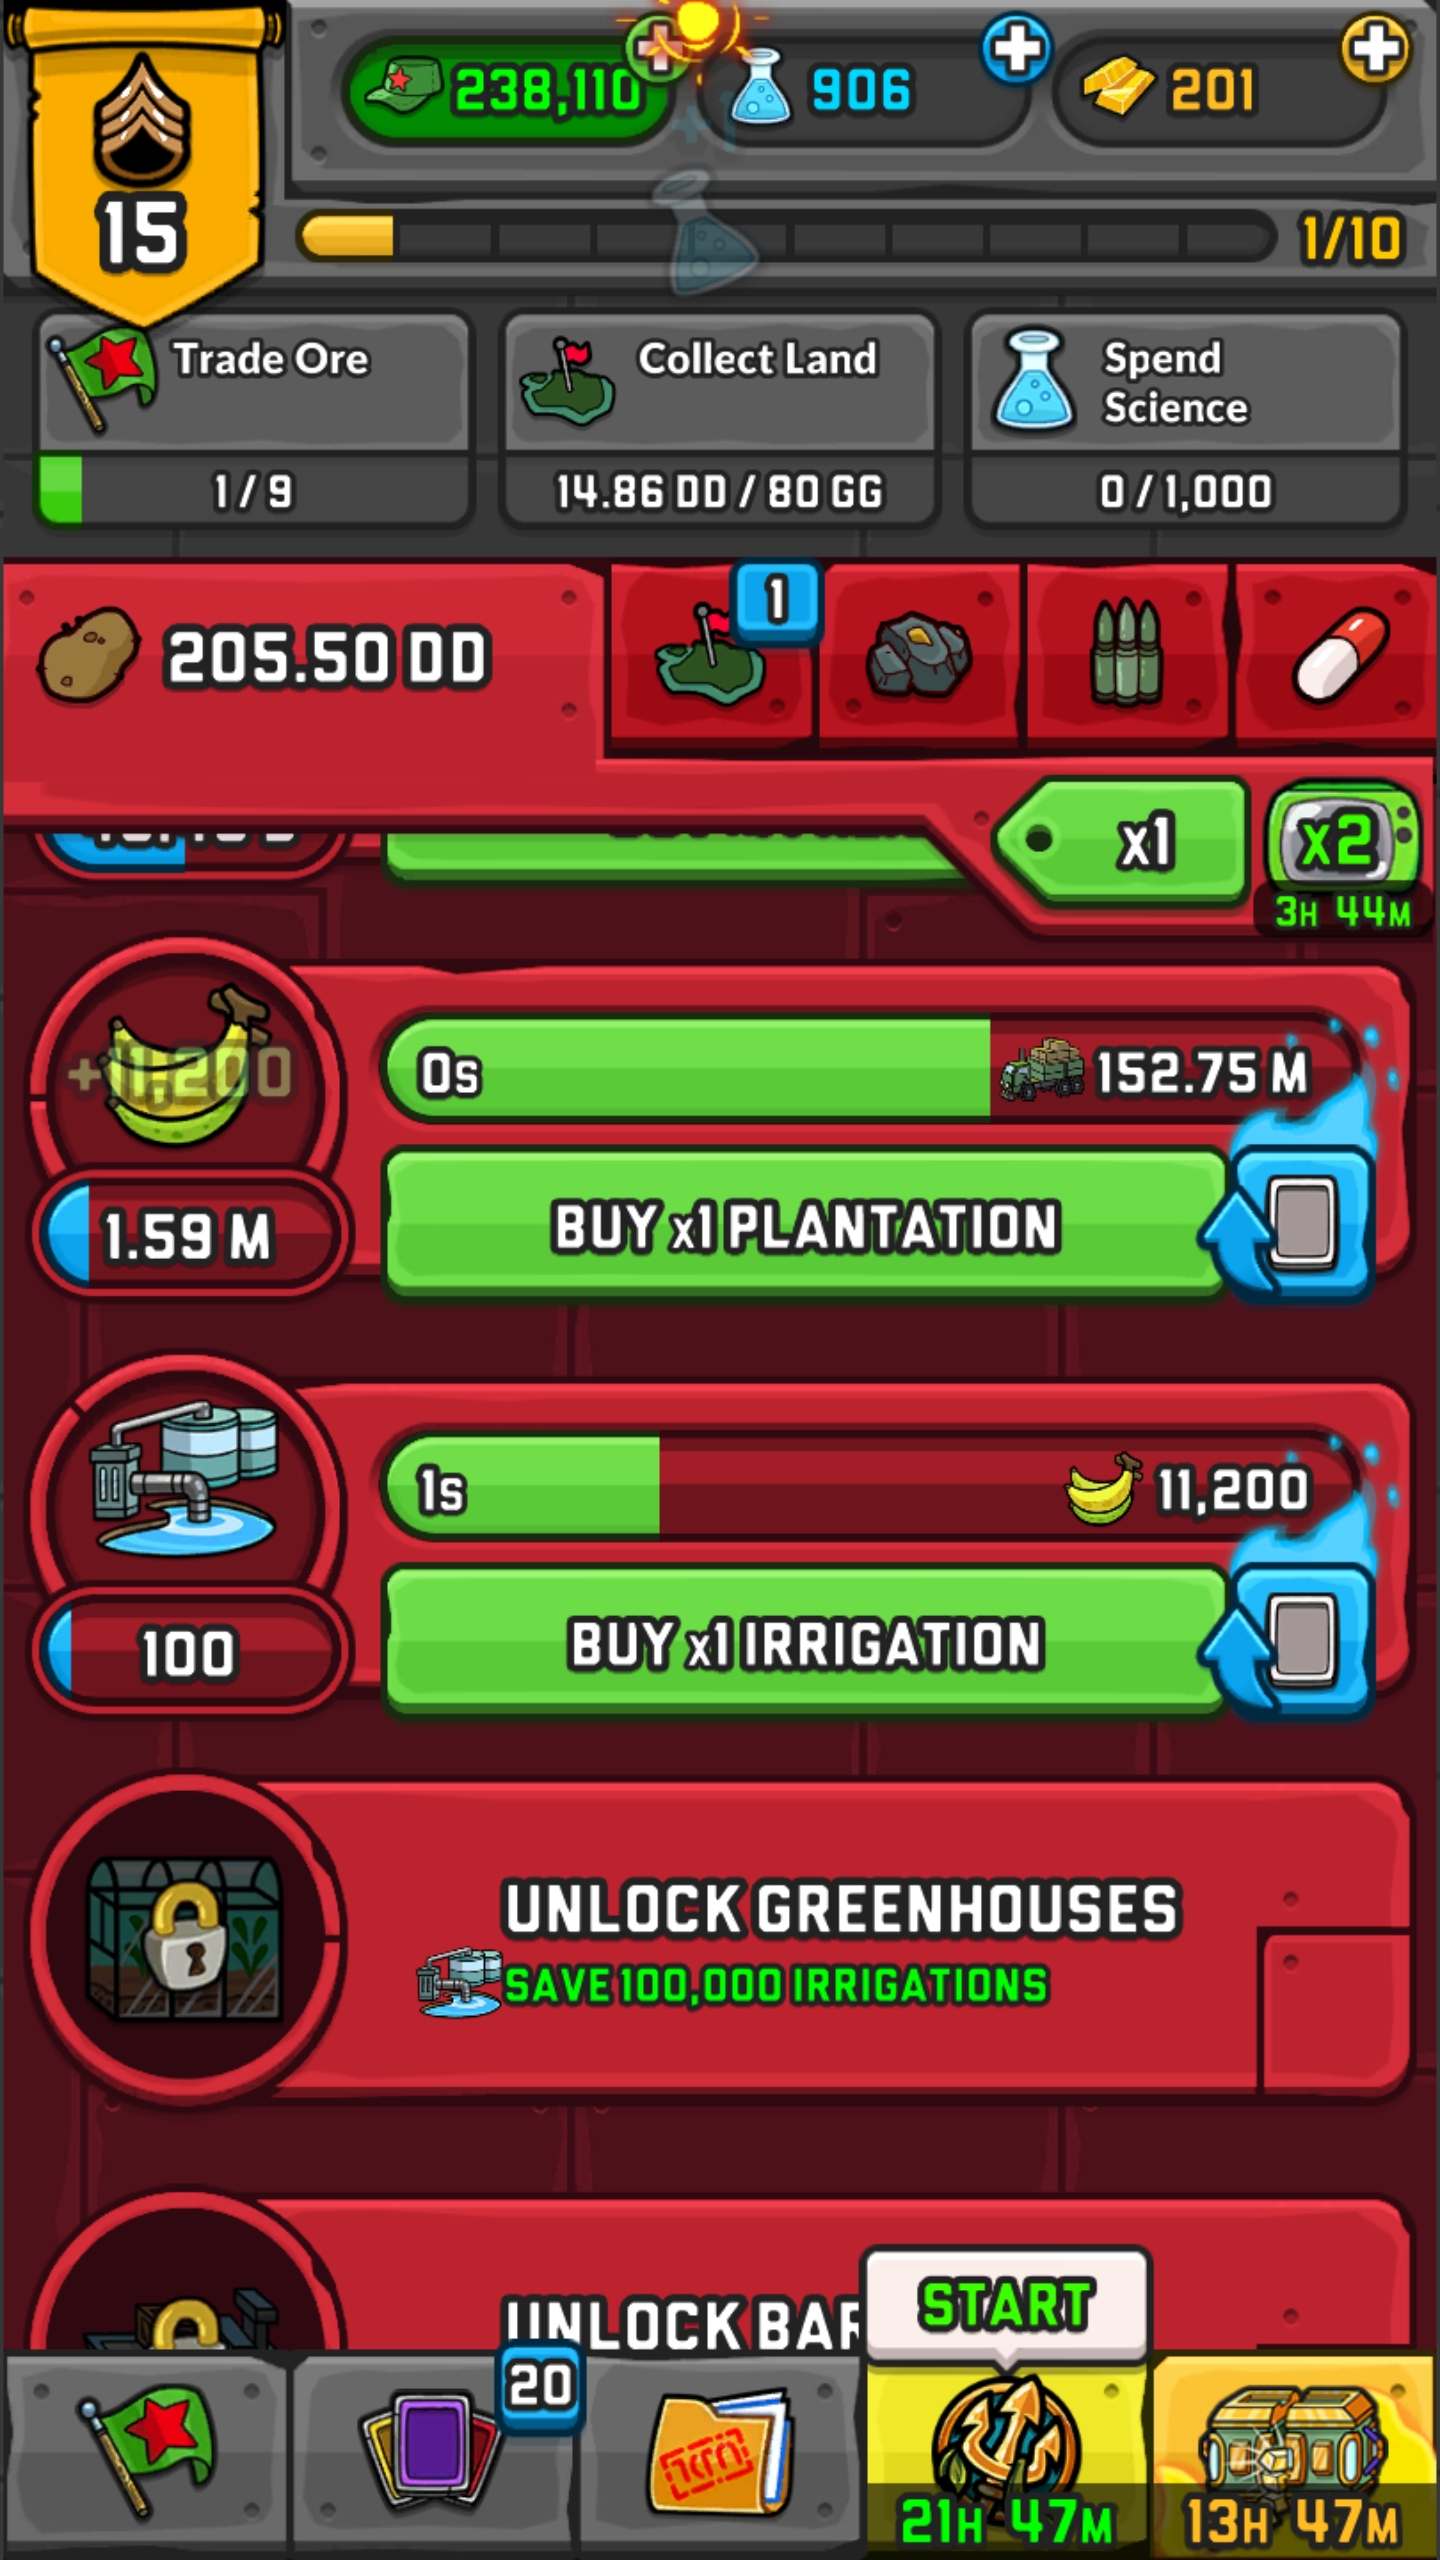 238,110
906
201
15
1/10
Trade Ore
Collect Land
Spend
Science
1 / 9
14.86 DD / 80 GG
0 / 1,000
205.50 DD
1
x1
x2
3H 44M
+11,200
0s
152.75 M
1.59 M
BUY x1 PLANTATION
1s
11,200
100
BUY x1 IRRIGATION
UNLOCK GREENHOUSES
SAVE 100,000 IRRIGATIONS
UNLOCK BAR
START
20
21H 47M
13H 47M